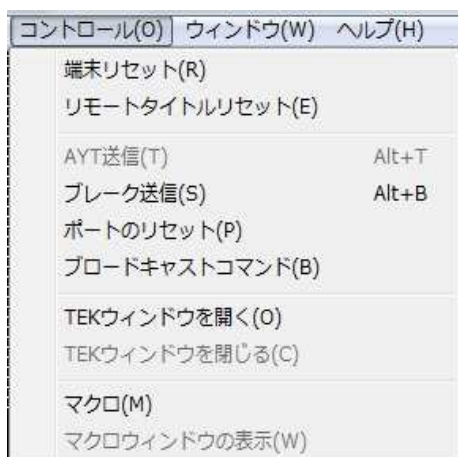 コントロール(O) ウィンドウ(W) ヘルプ(H)
端末リセット(R)
リモートタイトルリセット(E)
AYT送信(T) Alt+T
ブレーク送信(S) Alt+B
ポートのリセット(P)
ブロードキャストコマンド(B)
TEKウィンドウを開く(O)
TEKウィンドウを閉じる(C)
マクロ(M)
マクロウィンドウの表示(W)